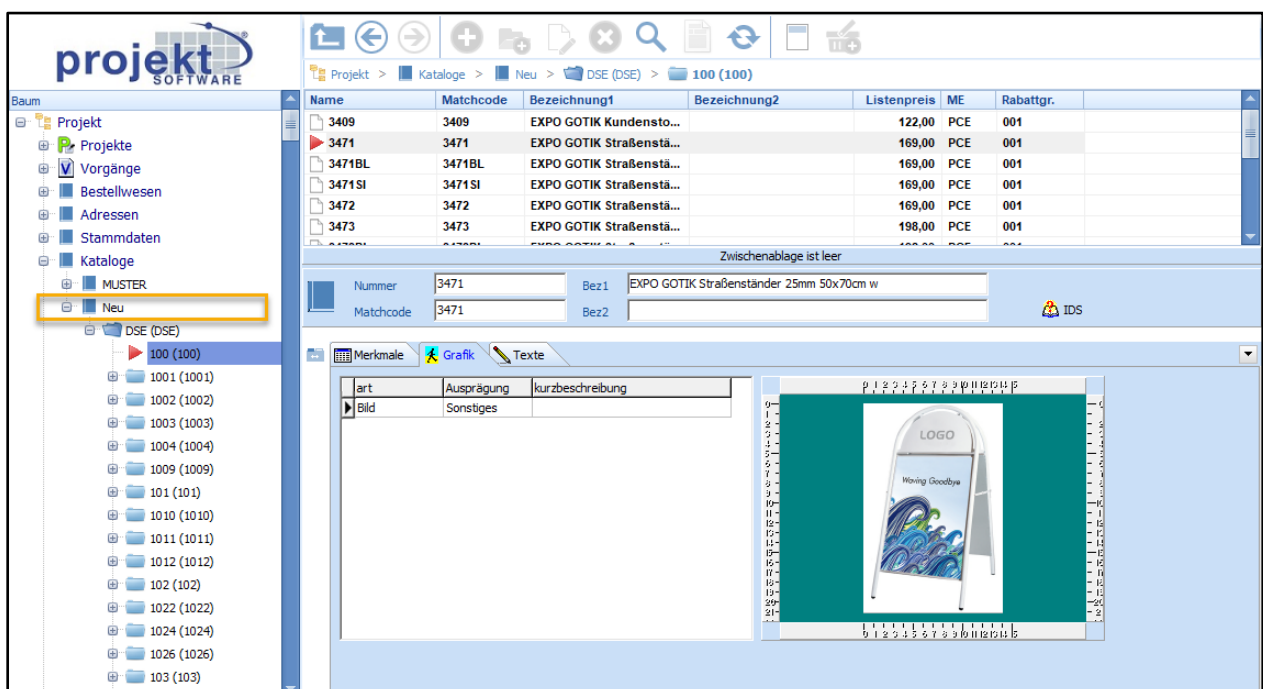 projekt®
SOFTWARE
Projekt > Kataloge > Neu > DSE (DSE) > 100 (100)
Baum
Projekt
Projekte
Vorgänge
Bestellwesen
Adressen
Stammdaten
Kataloge
MUSTER
Neu
DSE (DSE)
100 (100)
1001 (1001)
1002 (1002)
1003 (1003)
1004 (1004)
1009 (1009)
101 (101)
1010 (1010)
1011 (1011)
1012 (1012)
102 (102)
1022 (1022)
1024 (1024)
1026 (1026)
103 (103)
Name Matchcode Bezeichnung1 Bezeichnung2 Listenpreis ME Rabattgr.
3409 3409 EXPO GOTIK Kundensto... 122,00 PCE 001
3471 3471 EXPO GOTIK Straßenstä... 169,00 PCE 001
3471BL 3471BL EXPO GOTIK Straßenstä... 169,00 PCE 001
3471SI 3471SI EXPO GOTIK Straßenstä... 169,00 PCE 001
3472 3472 EXPO GOTIK Straßenstä... 169,00 PCE 001
3473 3473 EXPO GOTIK Straßenstä... 198,00 PCE 001
Zwischenablage ist leer
Nummer 3471 Bez1 EXPO GOTIK Straßenständer 25mm 50x70cm w
Matchcode 3471 Bez2 IDS
Merkmale Grafik Texte
art Ausprägung kurzbeschreibung
Bild Sonstiges
LOGO
Waving Goodbye